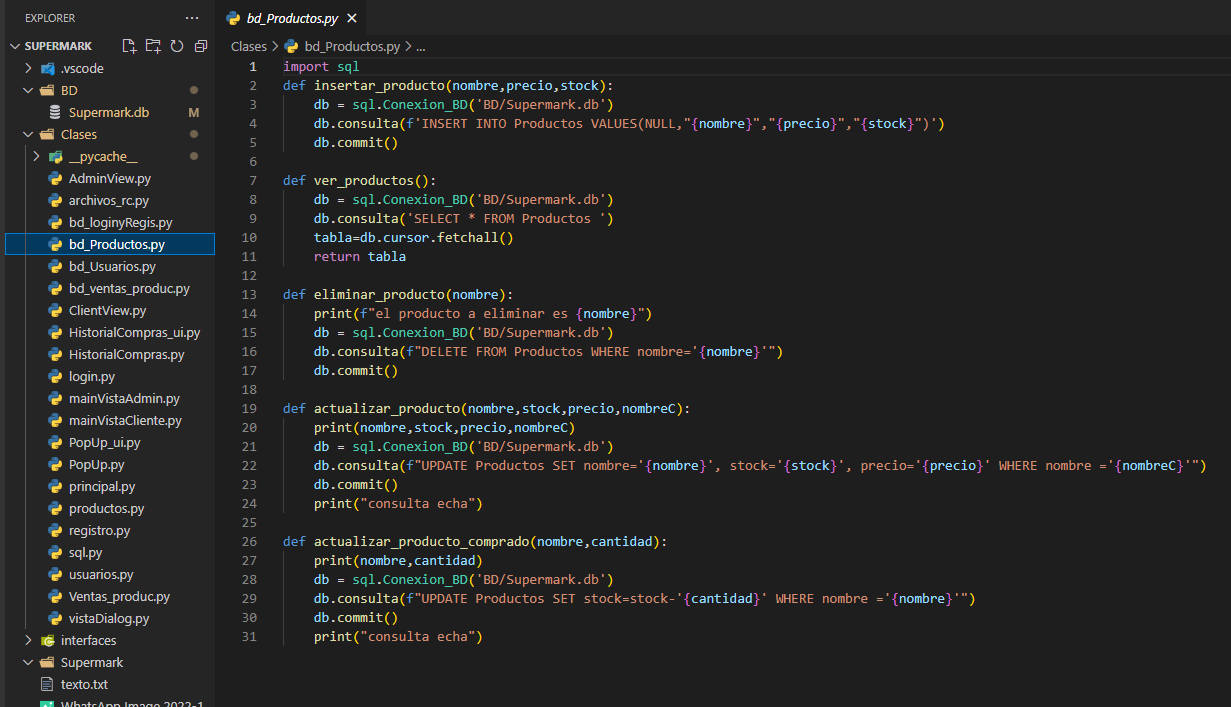 EXPLORER ...
SUPERMARK
.vscode
BD
Supermark.db M
Clases
__pycache__
AdminView.py
archivos_rc.py
bd_loginyRegis.py
bd_Productos.py
bd_Usuarios.py
bd_ventas_produc.py
ClientView.py
HistorialCompras_ui.py
HistorialCompras.py
login.py
mainVistaAdmin.py
mainVistaCliente.py
PopUp_ui.py
PopUp.py
principal.py
productos.py
registro.py
sql.py
usuarios.py
Ventas_produc.py
vistaDialog.py
interfaces
Supermark
texto.txt
WhatsApp Image 2022-1
bd_Productos.py
Clases > bd_Productos.py > ...
1 import sql
2 def insertar_producto(nombre,precio,stock):
3     db = sql.Conexion_BD('BD/Supermark.db')
4     db.consulta(f'INSERT INTO Productos VALUES(NULL,"{nombre}","{precio}","{stock}")')
5     db.commit()
6
7 def ver_productos():
8     db = sql.Conexion_BD('BD/Supermark.db')
9     db.consulta('SELECT * FROM Productos ')
10     tabla=db.cursor.fetchall()
11     return tabla
12
13 def eliminar_producto(nombre):
14     print(f"el producto a eliminar es {nombre}")
15     db = sql.Conexion_BD('BD/Supermark.db')
16     db.consulta(f"DELETE FROM Productos WHERE nombre='{nombre}'")
17     db.commit()
18
19 def actualizar_producto(nombre,stock,precio,nombreC):
20     print(nombre,stock,precio,nombreC)
21     db = sql.Conexion_BD('BD/Supermark.db')
22     db.consulta(f"UPDATE Productos SET nombre='{nombre}', stock='{stock}', precio='{precio}' WHERE nombre ='{nombreC}'")
23     db.commit()
24     print("consulta echa")
25
26 def actualizar_producto_comprado(nombre,cantidad):
27     print(nombre,cantidad)
28     db = sql.Conexion_BD('BD/Supermark.db')
29     db.consulta(f"UPDATE Productos SET stock=stock-'{cantidad}' WHERE nombre ='{nombre}'")
30     db.commit()
31     print("consulta echa")